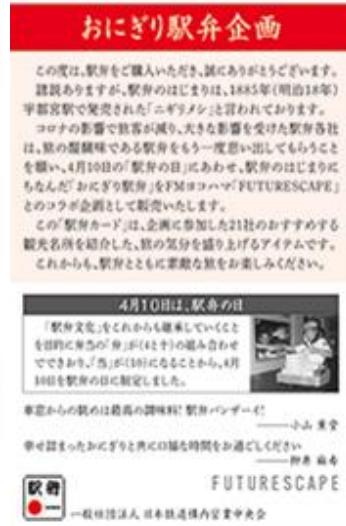 おにぎり駅弁企画
この度は、駅弁をご購入いただき、誠にありがとうございます。
諸説ありますが、駅弁のはじまりは、1885年(明治18年)
宇都宮駅で発売された「ニギリメシ」と言われております。
コロナの影響で旅客が減り、大きな影響を受けた駅弁各社
は、旅の醍醐味である駅弁をもう一度思い出してもらうこと
を願い、4月10日の「駅弁の日」にあわせ、駅弁のはじまりに
ちなんだ「おにぎり駅弁」をFMヨコハマ「FUTURESCAPE」
とのコラボ企画として販売いたします。
この「駅弁カード」は、企画に参加した21社のおすすめする
観光名所を紹介した、旅の気分を盛り上げるアイテムです。
これからも、駅弁とともに素敵な旅をお楽しみください。
4月10日は、駅弁の日
「駅弁文化」をこれからも継承していくこと
を目的に弁当の「弁」が(4と十)の組み合わせ
でできおり、「当」が(10)になることから、4月
10日を駅弁の日に制定しました。
車窓からの眺めは最高の調味料! 駅弁バンザーイ!
小山 薫堂
幸せ詰まったおにぎりと共に口福な時間をお過ごしください
柳井 麻希
FUTURESCAPE
駅弁
一般社団法人 日本鉄道構内営業中央会